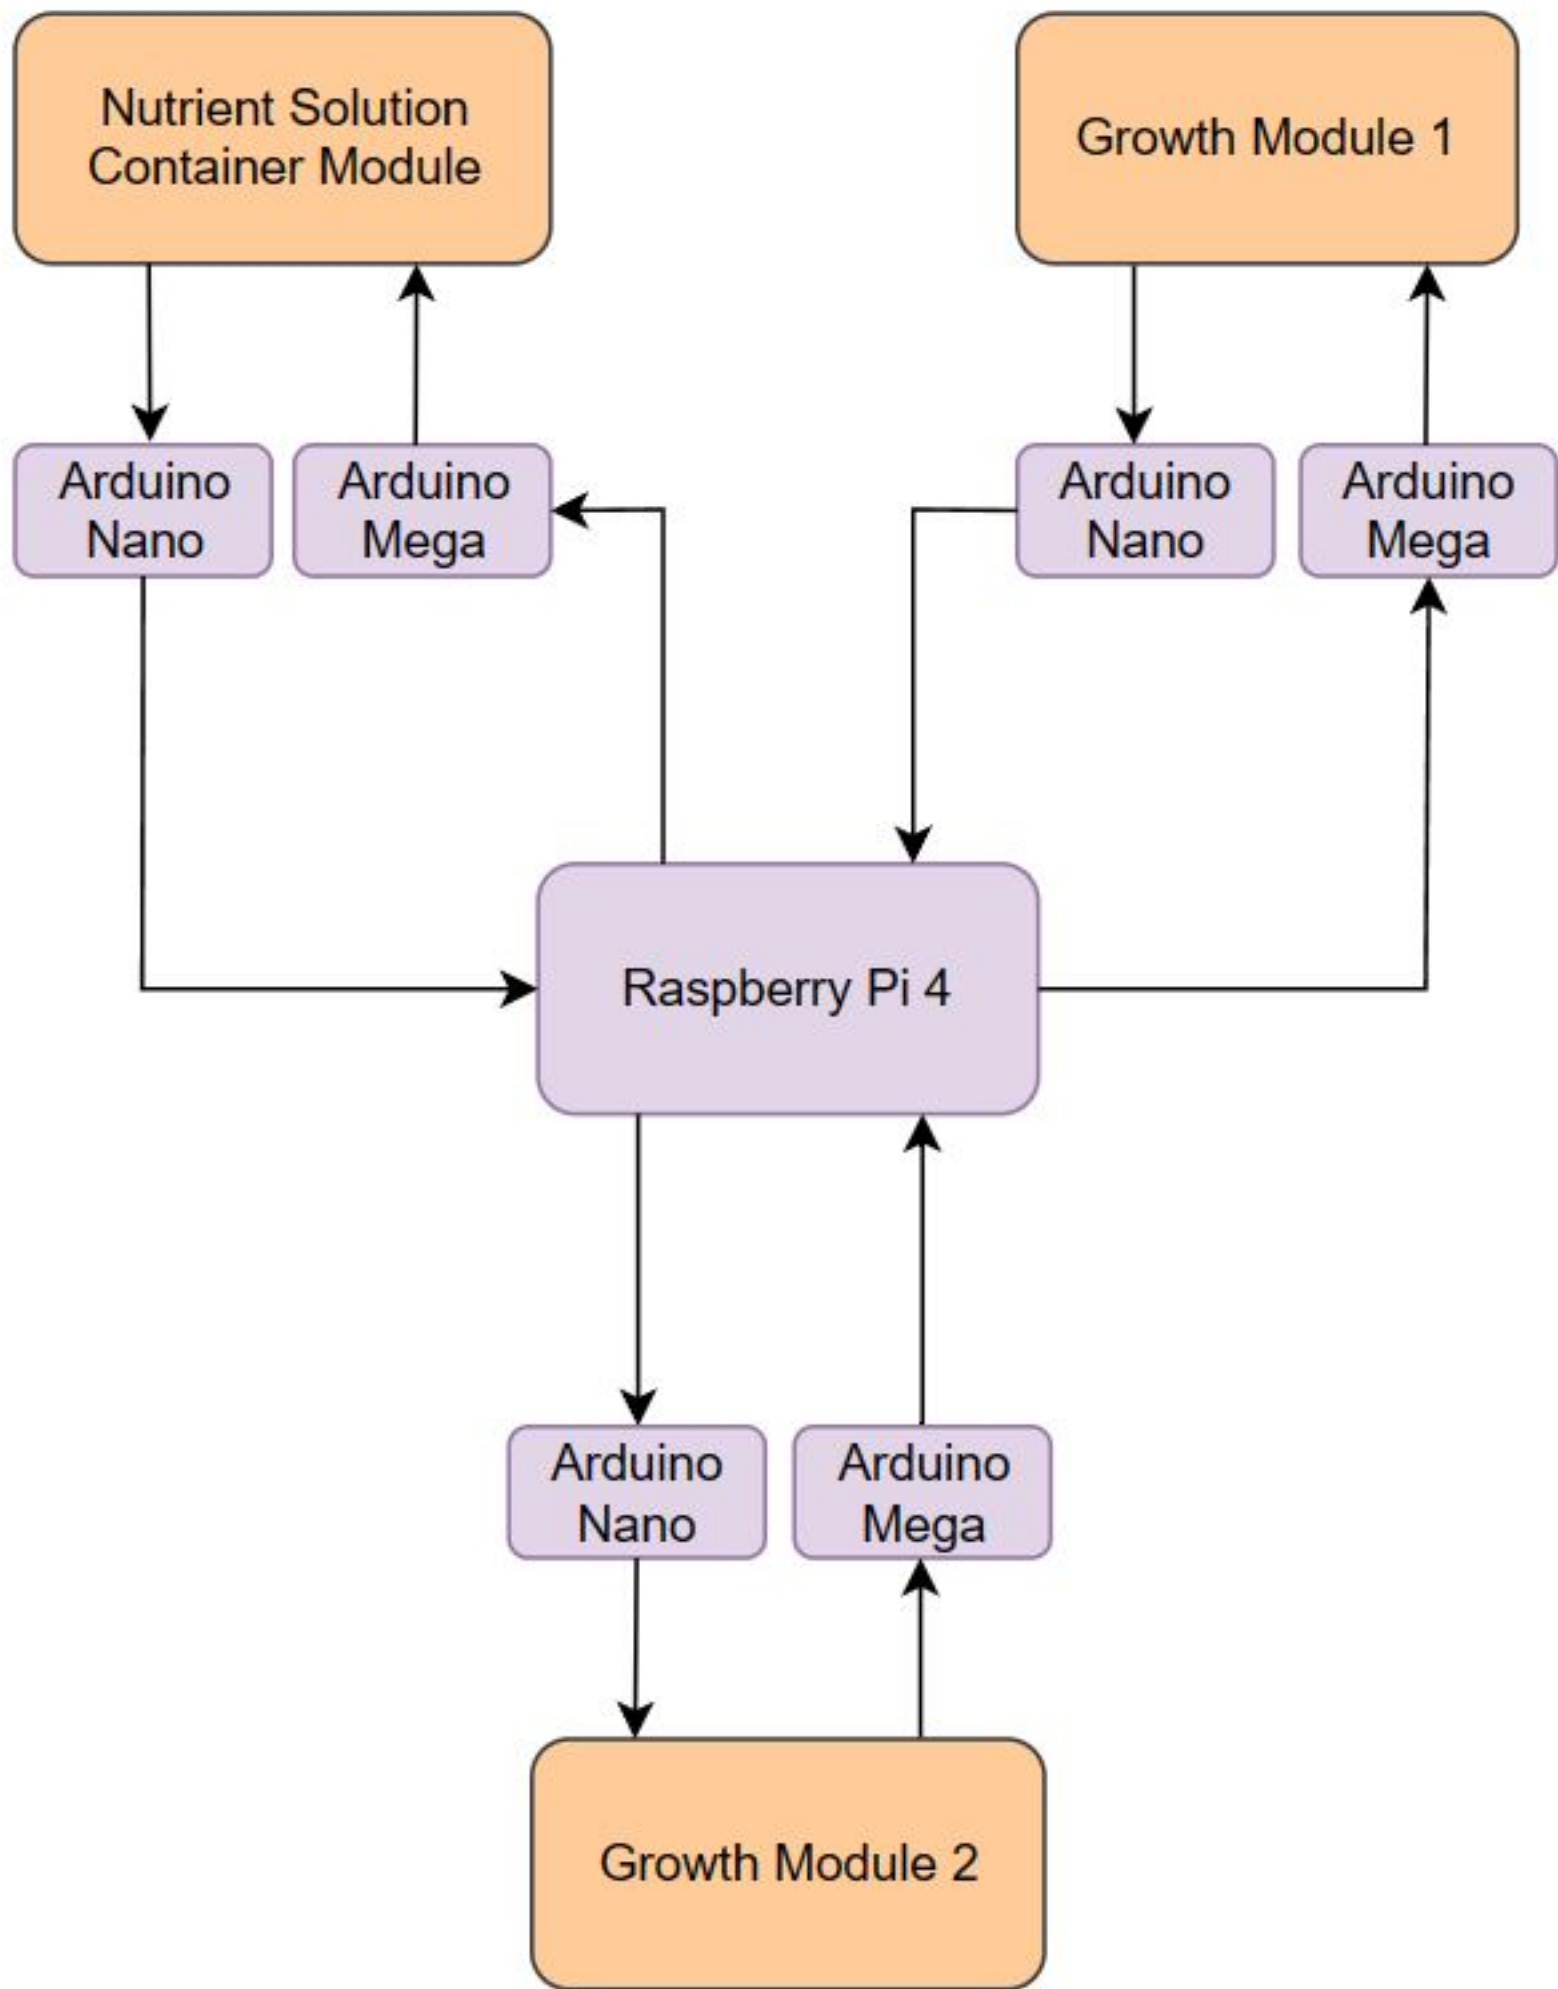 Nutrient Solution
Container Module
Growth Module 1
Arduino
Nano
Arduino
Mega
Arduino
Nano
Arduino
Mega
Raspberry Pi 4
Arduino
Nano
Arduino
Mega
Growth Module 2